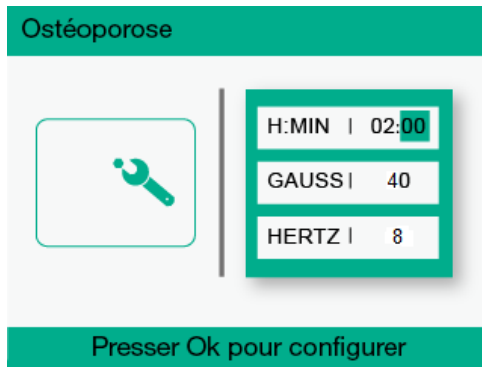 Ostéoporose
H:MIN | 02:00
GAUSS | 40
HERTZ | 8
Presser Ok pour configurer